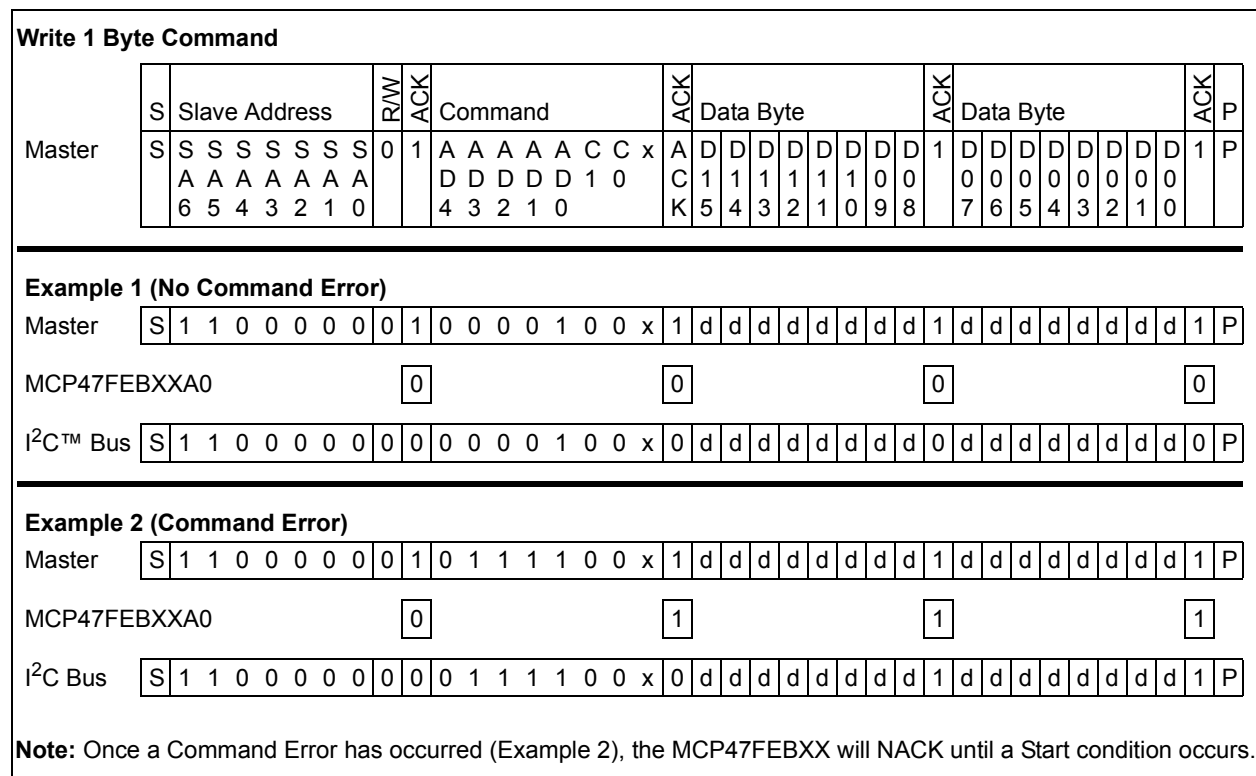 Write 1 Byte Command
S Slave Address R/W ACK Command ACK Data Byte ACK Data Byte ACK P
Master S S S S S S S S 0 1 A A A A A C C x A D D D D D D D D 1 D D D D D D D D 1 P
A A A A A A A D D D D D 1 0 C 1 1 1 1 1 1 0 0 0 0 0 0 0 0 0 0
6 5 4 3 2 1 0 4 3 2 1 0 K 5 4 3 2 1 0 9 8 7 6 5 4 3 2 1 0
Example 1 (No Command Error)
Master S 1 1 0 0 0 0 0 0 1 0 0 0 0 1 0 0 x 1 d d d d d d d d 1 d d d d d d d d 1 P
MCP47FEBXXA0 0 0 0 0
I²C™ Bus S 1 1 0 0 0 0 0 0 0 0 0 0 0 1 0 0 x 0 d d d d d d d d 0 d d d d d d d d 0 P
Example 2 (Command Error)
Master S 1 1 0 0 0 0 0 0 1 0 1 1 1 1 0 0 x 1 d d d d d d d d 1 d d d d d d d d 1 P
MCP47FEBXXA0 0 1 1 1
I²C Bus S 1 1 0 0 0 0 0 0 0 0 1 1 1 1 0 0 x 0 d d d d d d d d 1 d d d d d d d d 1 P
Note: Once a Command Error has occurred (Example 2), the MCP47FEBXX will NACK until a Start condition occurs.